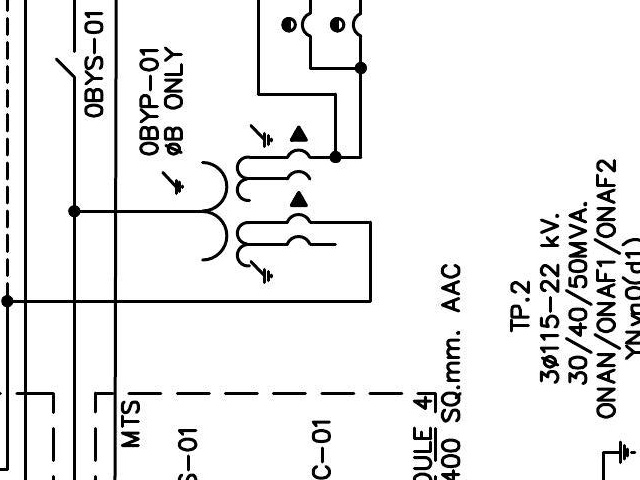 0BYS-01
0BYP-01
øB ONLY
MTS
S-01
C-01
DULE 4
400 SQ.mm. AAC
TP.2
3ø115-22 kV.
30/40/50MVA.
ONAN/ONAF1/ONAF2
YNyn0(d1)